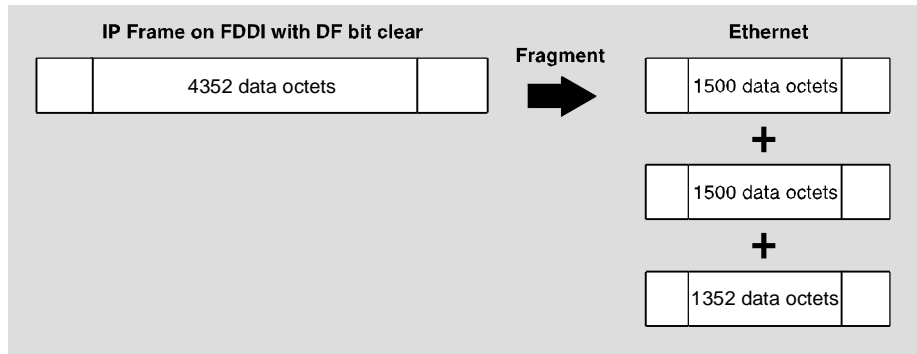 IP Frame on FDDI with DF bit clear
4352 data octets
Fragment
Ethernet
1500 data octets
+
1500 data octets
+
1352 data octets